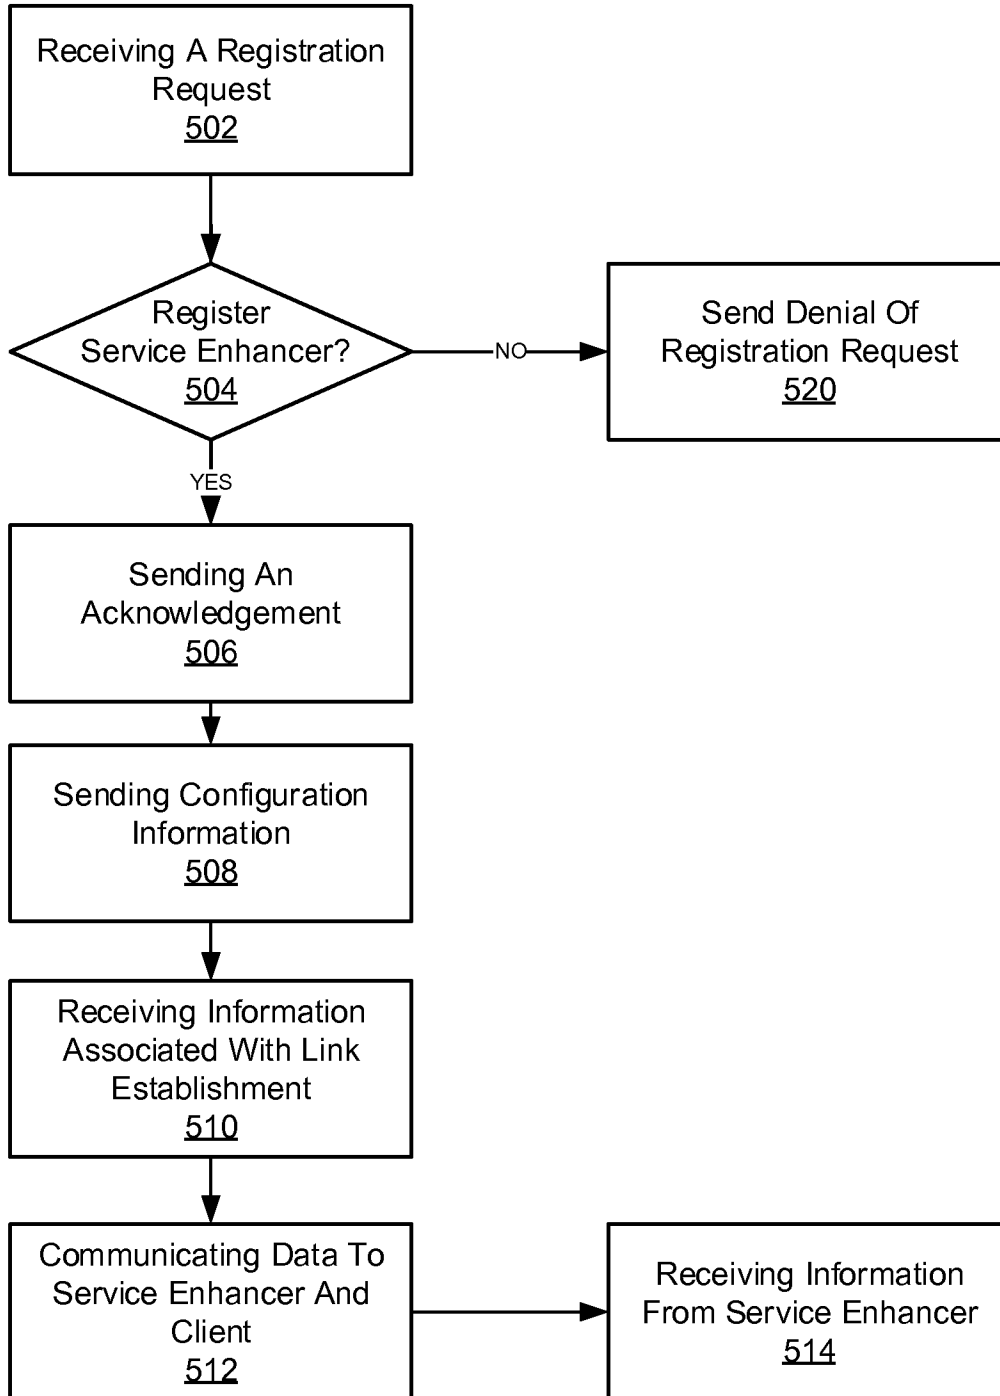 Receiving A Registration
Request
502
Register
Service Enhancer?
504
NO
Send Denial Of
Registration Request
520
YES
Sending An
Acknowledgement
506
Sending Configuration
Information
508
Receiving Information
Associated With Link
Establishment
510
Communicating Data To
Service Enhancer And
Client
512
Receiving Information
From Service Enhancer
514